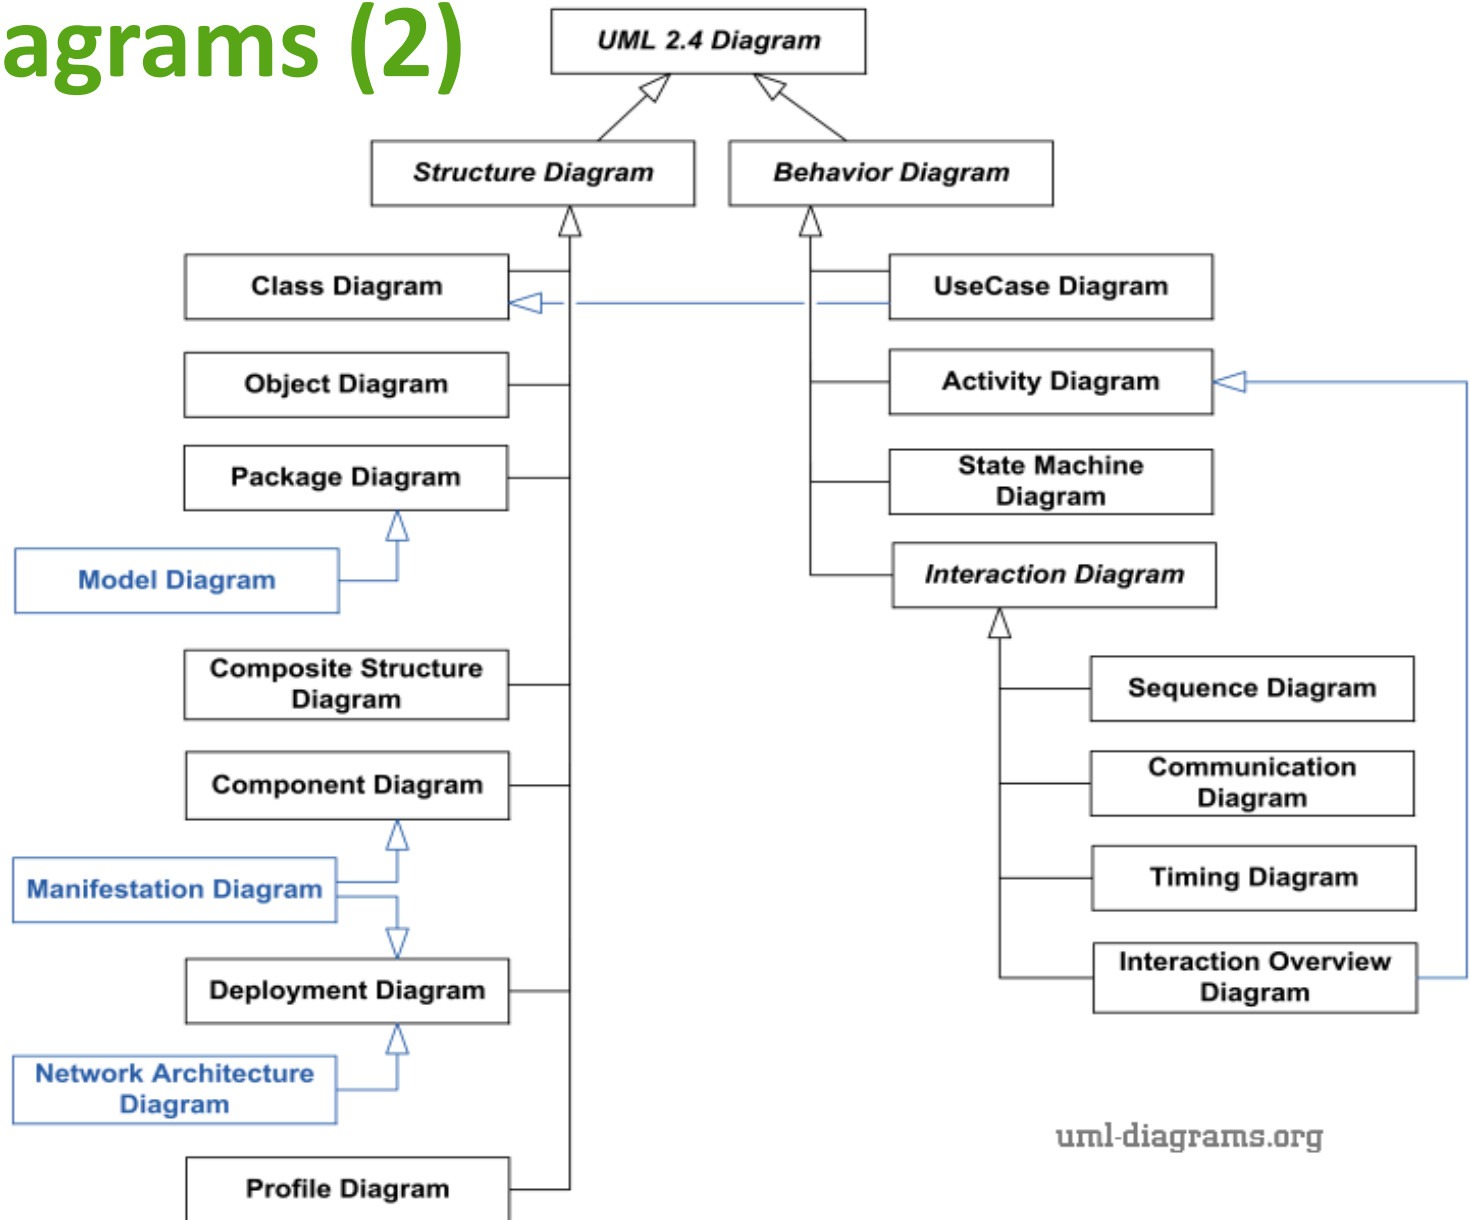 agrams (2)
UML 2.4 Diagram
Structure Diagram
Behavior Diagram
Class Diagram
UseCase Diagram
Object Diagram
Activity Diagram
Package Diagram
State Machine
Diagram
Model Diagram
Interaction Diagram
Composite Structure
Diagram
Sequence Diagram
Component Diagram
Communication
Diagram
Manifestation Diagram
Timing Diagram
Deployment Diagram
Interaction Overview
Diagram
Network Architecture
Diagram
uml-diagrams.org
Profile Diagram